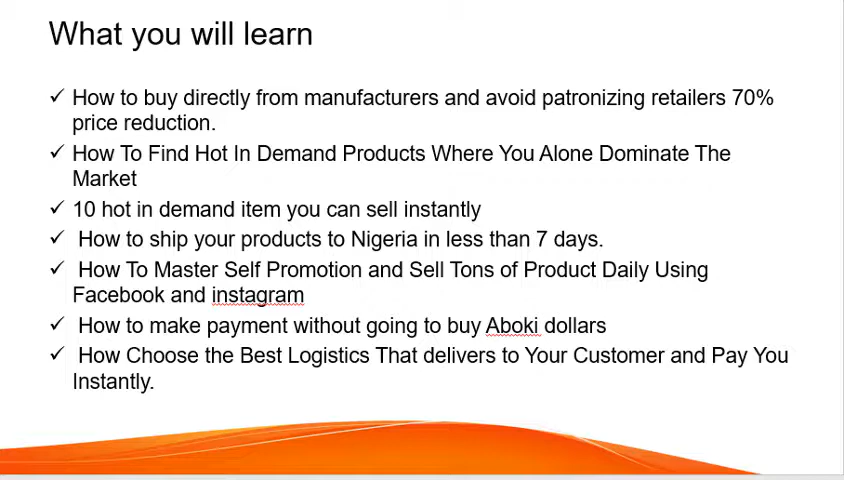 What you will learn
✓ How to buy directly from manufacturers and avoid patronizing retailers 70%
price reduction.
✓ How To Find Hot In Demand Products Where You Alone Dominate The
Market
✓ 10 hot in demand item you can sell instantly
✓ How to ship your products to Nigeria in less than 7 days.
✓ How To Master Self Promotion and Sell Tons of Product Daily Using
Facebook and instagram
✓ How to make payment without going to buy Aboki dollars
✓ How Choose the Best Logistics That delivers to Your Customer and Pay You
Instantly.